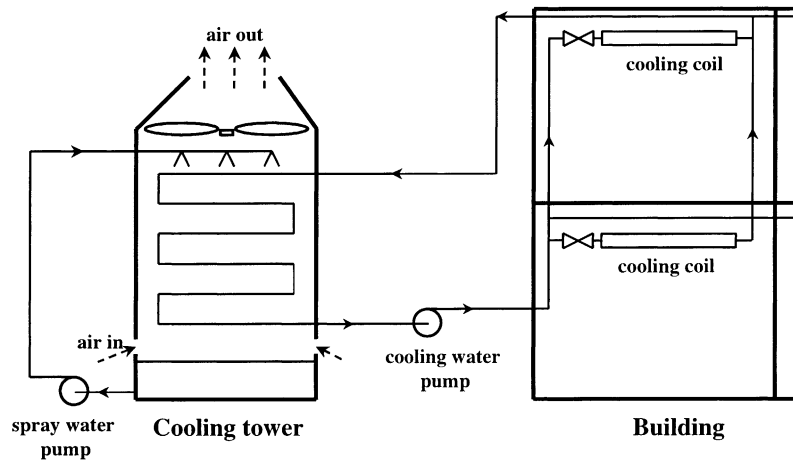 air out
cooling coil
cooling coil
air in
cooling water
pump
spray water
pump
Cooling tower
Building